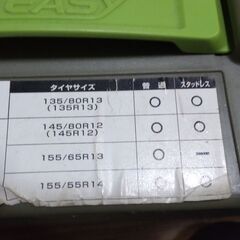 EASY
タイヤサイズ 普通 スタッドレス
135/80R13 ○ ○
(135R13)
145/80R12 ○ ○
(145R12)
155/65R13 ○ ―
155/55R14 ○ ○